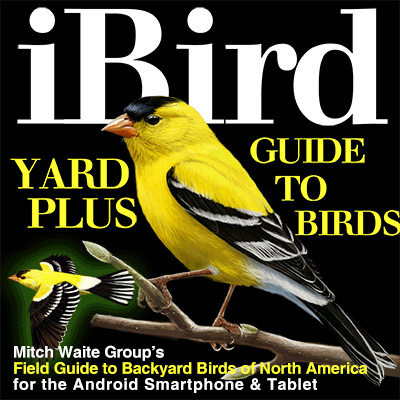 iBird
YARD PLUS
GUIDE TO BIRDS
Mitch Waite Group's
Field Guide to Backyard Birds of North America
for the Android Smartphone & Tablet